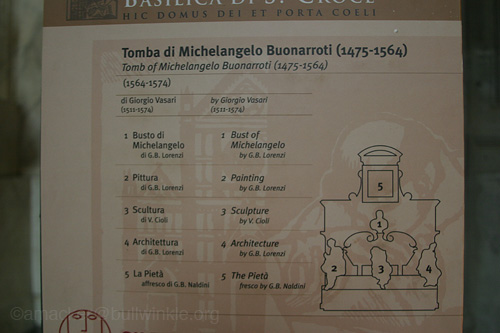 BASILICA DI S. CROCE
HIC DOMUS DEI ET PORTA COELI
Tomba di Michelangelo Buonarroti (1475-1564)
Tomb of Michelangelo Buonarroti (1475-1564)
(1564-1574)
di Giorgio Vasari
(1511-1574)
by Giorgio Vasari
(1511-1574)
1 Busto di
Michelangelo
di G.B. Lorenzi
1 Bust of
Michelangelo
by G.B. Lorenzi
2 Pittura
di G.B. Lorenzi
2 Painting
by G.B. Lorenzi
3 Scultura
di V. Cioli
3 Sculpture
by V. Cioli
4 Architettura
di G.B. Lorenzi
4 Architecture
by G.B. Lorenzi
5 La Pietà
affresco di G.B. Naldini
5 The Pietà
fresco by G.B. Naldini
5
1
2 3 4